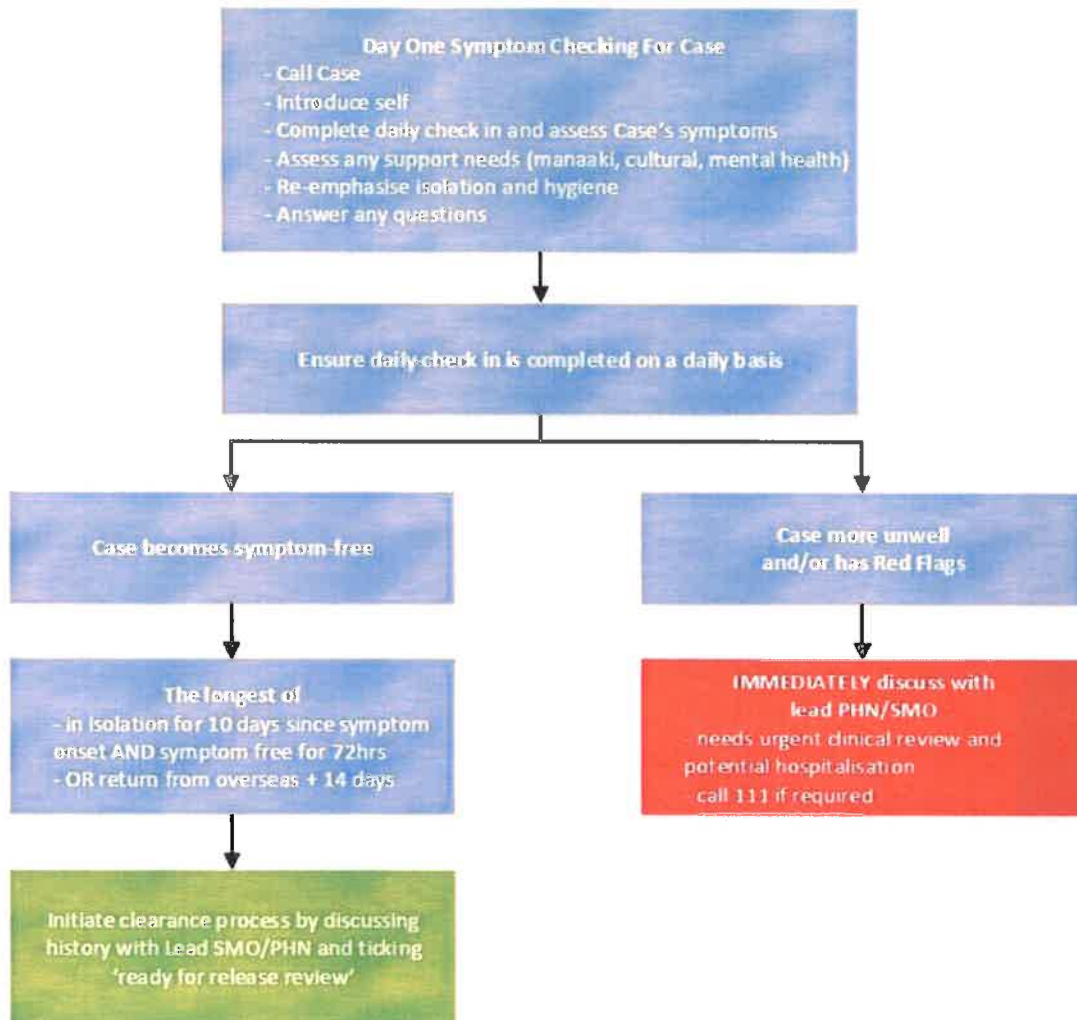 Day One Symptom Checking For Case
- Call Case
- Introduce self
- Complete daily check in and assess Case's symptoms
- Assess any support needs (manaaki, cultural, mental health)
- Re-emphasise isolation and hygiene
- Answer any questions
Ensure daily check in is completed on a daily basis
Case becomes symptom-free
Case more unwell
and/or has Red Flags
The longest of
- in isolation for 10 days since symptom
onset AND symptom free for 72hrs
- OR return from overseas + 14 days
IMMEDIATELY discuss with
lead PHN/SMO
needs urgent clinical review and
potential hospitalisation
call 111 if required
Initiate clearance process by discussing
history with Lead SMO/PHN and ticking
'ready for release review'